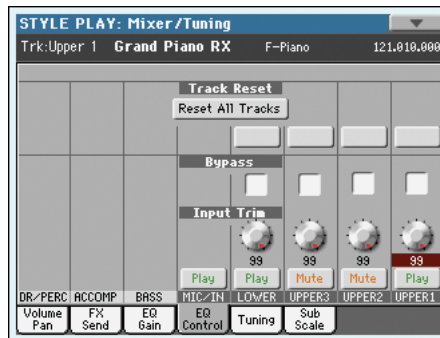 STYLE PLAY: Mixer/Tuning
Trk:Upper 1 Grand Piano RX F-Piano 121.010.000
Track Reset
Reset All Tracks
Bypass
Input Trim
99 99 99 99
Play Play Mute Mute Play
DR/PERC ACCOMP BASS MIC/IN LOWER UPPER3 UPPER2 UPPER1
Volume Pan FX Send EQ Gain EQ Control Tuning Sub Scale